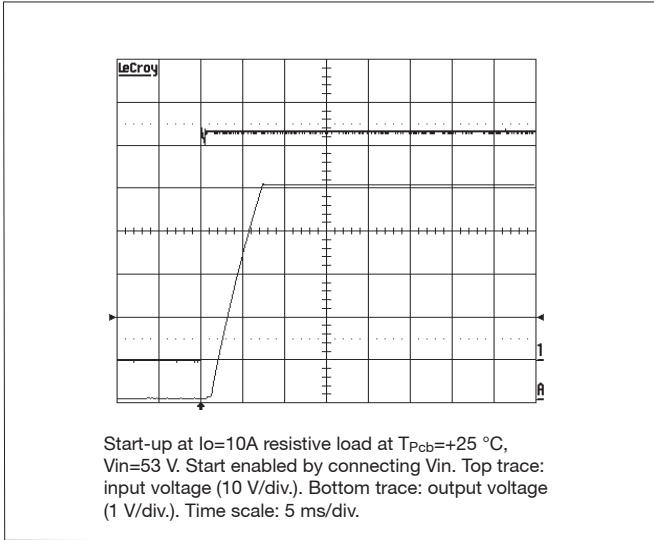 LeCroy
1
A
Start-up at Io=10A resistive load at TPcb=+25 °C,
Vin=53 V. Start enabled by connecting Vin. Top trace:
input voltage (10 V/div.). Bottom trace: output voltage
(1 V/div.). Time scale: 5 ms/div.